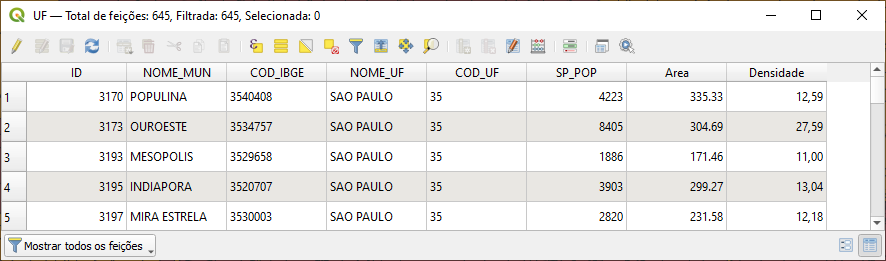 UF — Total de feições: 645, Filtrada: 645, Selecionada: 0
ID NOME_MUN COD_IBGE NOME_UF COD_UF SP_POP Area Densidade
1 3170 POPULINA 3540408 SAO PAULO 35 4223 335.33 12,59
2 3173 OUROESTE 3534757 SAO PAULO 35 8405 304.69 27,59
3 3193 MESOPOLIS 3529658 SAO PAULO 35 1886 171.46 11,00
4 3195 INDIAPORA 3520707 SAO PAULO 35 3903 299.27 13,04
5 3197 MIRA ESTRELA 3530003 SAO PAULO 35 2820 231.58 12,18
Mostrar todos os feições